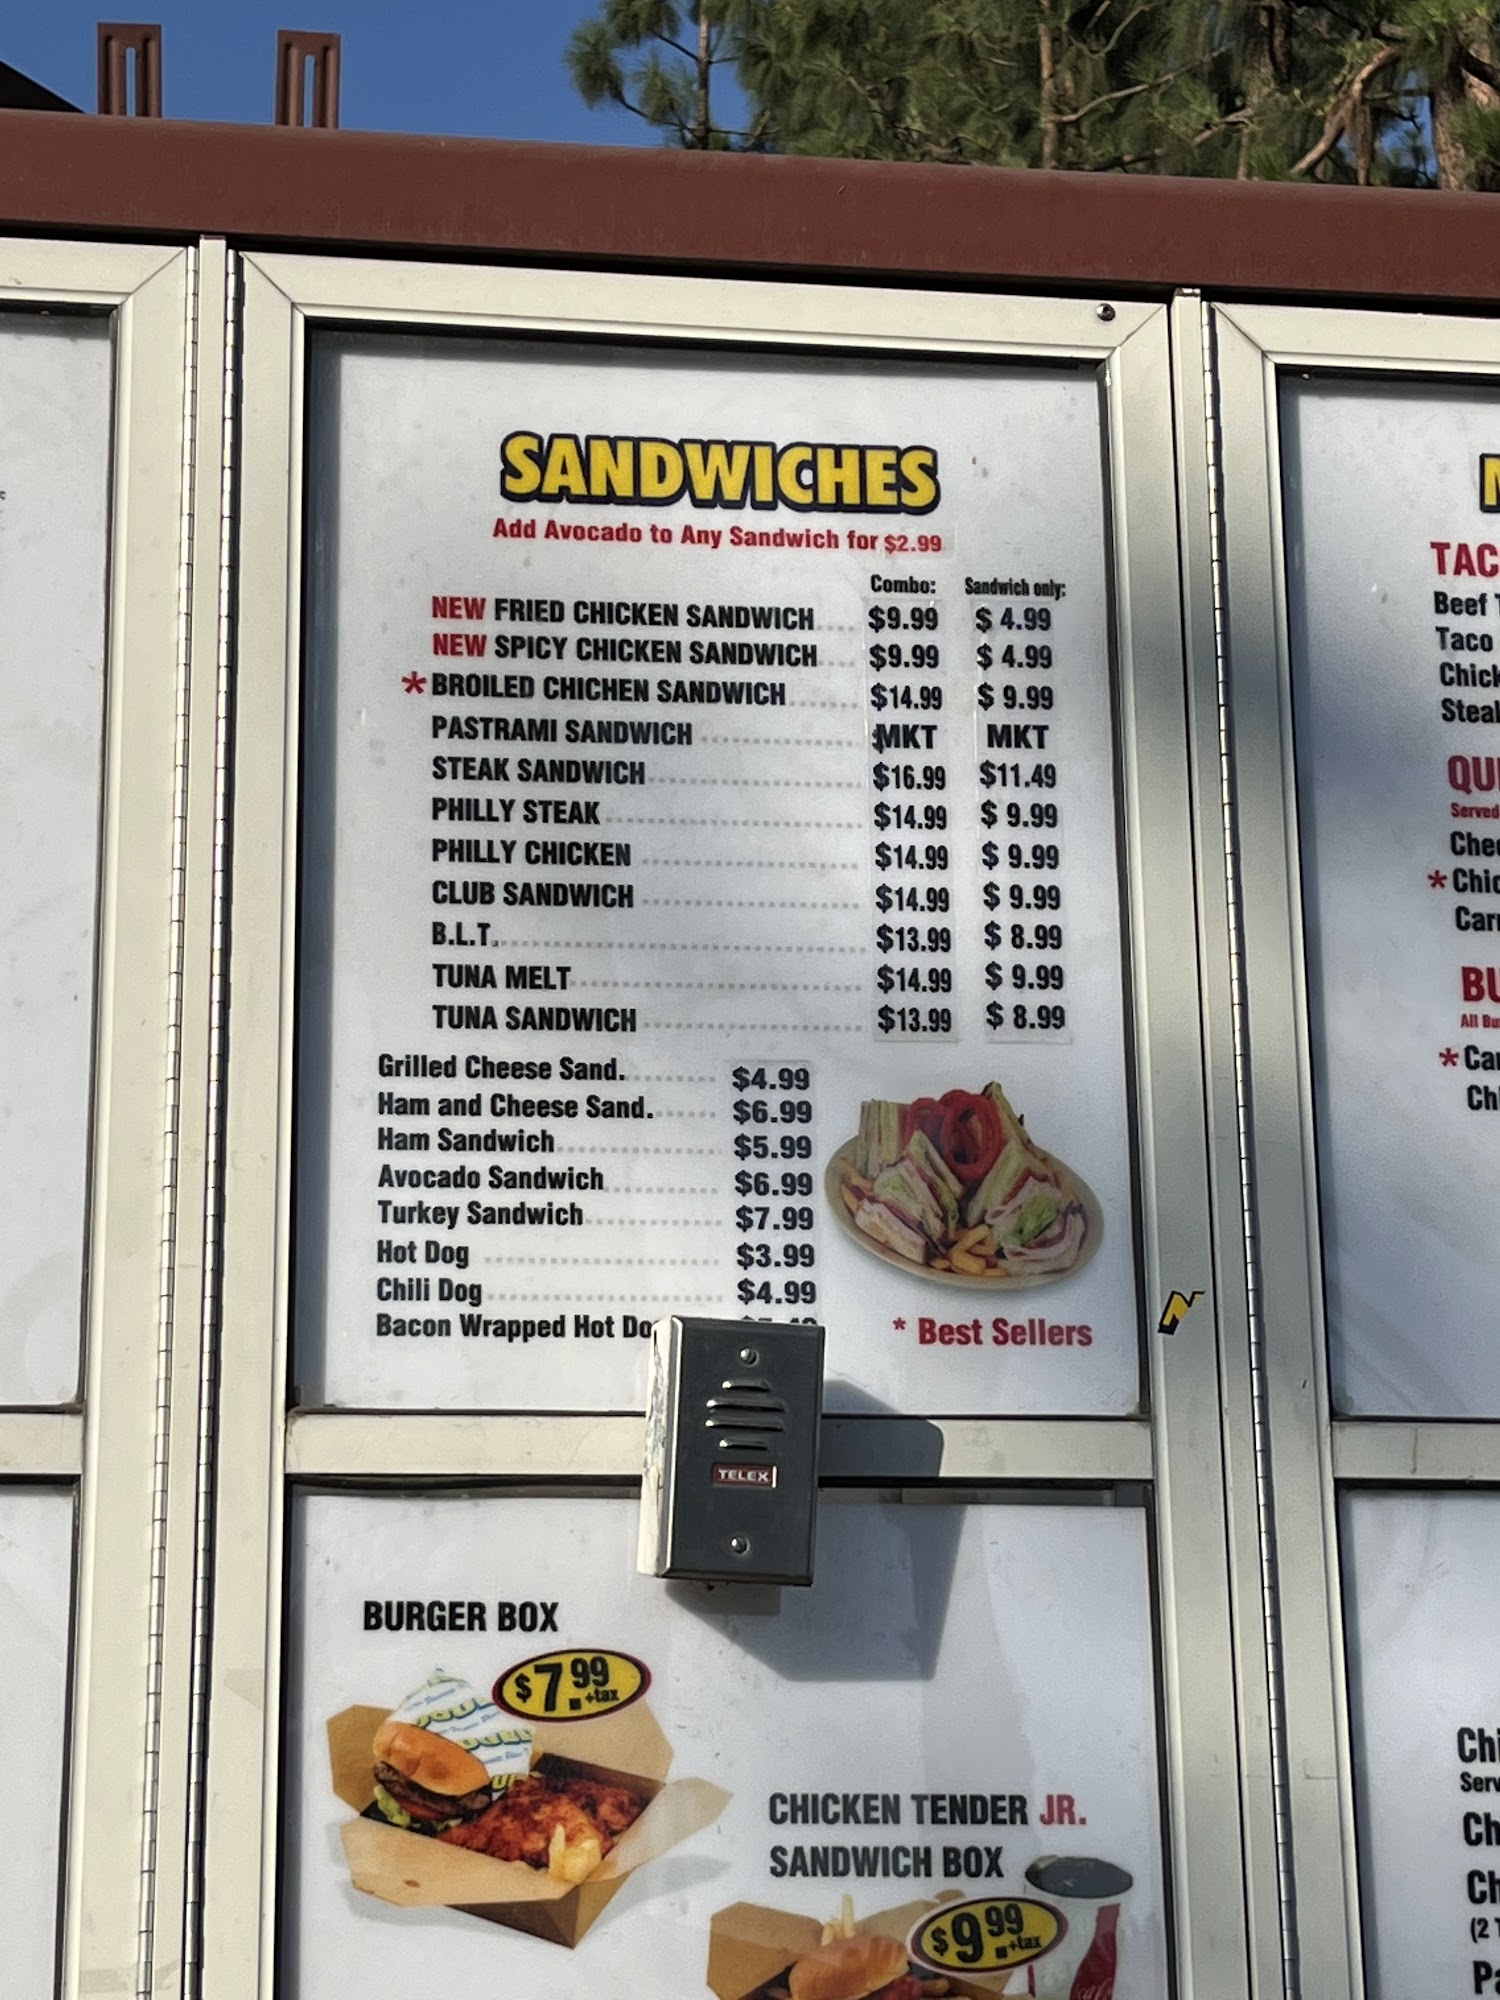 SANDWICHES
Add Avocado to Any Sandwich for $2.99
Combo: Sandwich only:
NEW FRIED CHICKEN SANDWICH $9.99 $ 4.99
NEW SPICY CHICKEN SANDWICH $9.99 $ 4.99
* BROILED CHICHEN SANDWICH $14.99 $ 9.99
PASTRAMI SANDWICH MKT MKT
STEAK SANDWICH $16.99 $11.49
PHILLY STEAK $14.99 $ 9.99
PHILLY CHICKEN $14.99 $ 9.99
CLUB SANDWICH $14.99 $ 9.99
B.L.T. $13.99 $ 8.99
TUNA MELT $14.99 $ 9.99
TUNA SANDWICH $13.99 $ 8.99
Grilled Cheese Sand. $4.99
Ham and Cheese Sand. $6.99
Ham Sandwich $5.99
Avocado Sandwich $6.99
Turkey Sandwich $7.99
Hot Dog $3.99
Chili Dog $4.99
Bacon Wrapped Hot
* Best Sellers
TELEX
BURGER BOX
$7.99 +tax
CHICKEN TENDER JR.
SANDWICH BOX
$9.99 +tax
Beef
Taco
* 
Served
All
*